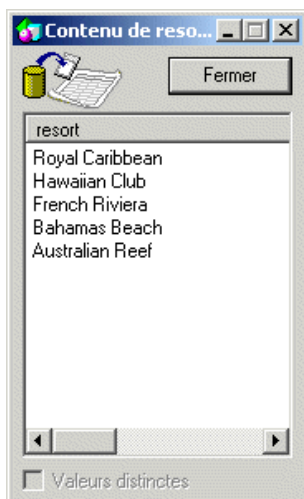 Contenu de reso...
Fermer
resort
Royal Caribbean
Hawaiian Club
French Riviera
Bahamas Beach
Australian Reef
Valeurs distinctes